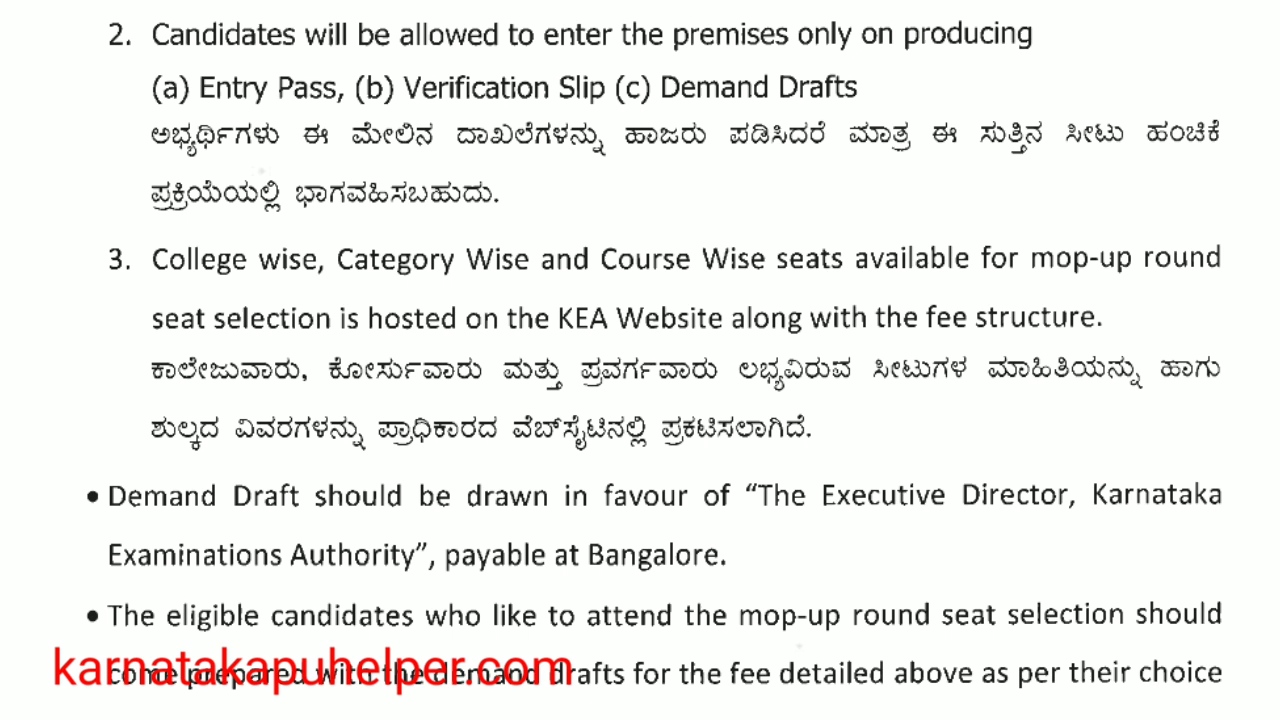 2. Candidates will be allowed to enter the premises only on producing
(a) Entry Pass, (b) Verification Slip (c) Demand Drafts
ಅಭ್ಯರ್ಥಿಗಳು ಈ ಮೇಲಿನ ದಾಖಲೆಗಳನ್ನು ಹಾಜರು ಪಡಿಸಿದರೆ ಮಾತ್ರ ಈ ಸುತ್ತಿನ ಸೀಟು ಹಂಚಿಕೆ
ಪ್ರಕ್ರಿಯೆಯಲ್ಲಿ ಭಾಗವಹಿಸಬಹುದು.
3. College wise, Category Wise and Course Wise seats available for mop-up round
seat selection is hosted on the KEA Website along with the fee structure.
ಕಾಲೇಜುವಾರು, ಕೋರ್ಸುವಾರು ಮತ್ತು ಪ್ರವರ್ಗವಾರು ಲಭ್ಯವಿರುವ ಸೀಟುಗಳ ಮಾಹಿತಿಯನ್ನು ಹಾಗು
ಶುಲ್ಕದ ವಿವರಗಳನ್ನು ಪ್ರಾಧಿಕಾರದ ವೆಬ್‌ಸೈಟಿನಲ್ಲಿ ಪ್ರಕಟಿಸಲಾಗಿದೆ.
• Demand Draft should be drawn in favour of “The Executive Director, Karnataka
Examinations Authority”, payable at Bangalore.
• The eligible candidates who like to attend the mop-up round seat selection should
come prepared with the demand drafts for the fee detailed above as per their choice
karnatakapuhelper.com